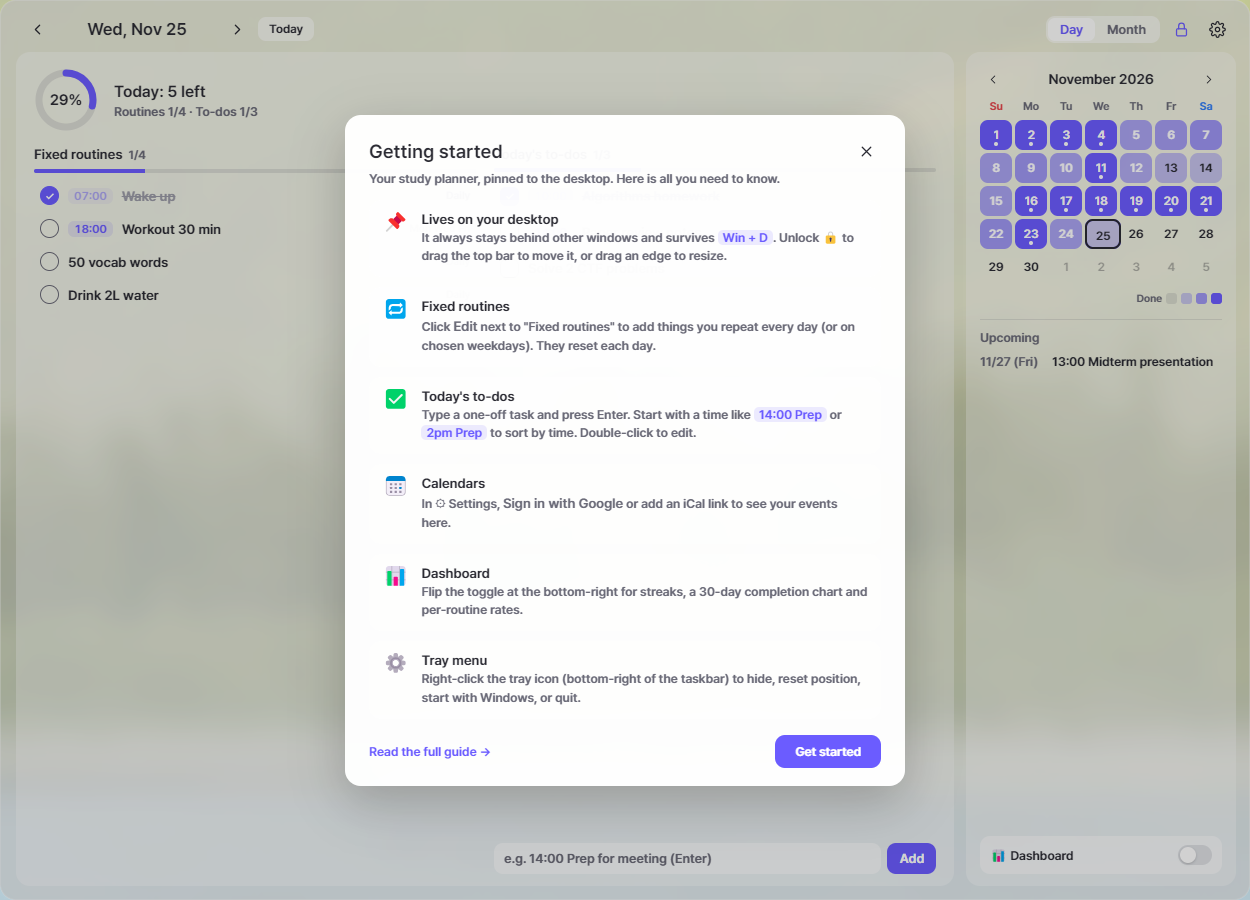 Wed, Nov 25
Today
Day
Month
29%
Today: 5 left
Routines 1/4 · To-dos 1/3
Fixed routines 1/4
07:00 Wake up
18:00 Workout 30 min
50 vocab words
Drink 2L water
Getting started
Your study planner, pinned to the desktop. Here is all you need to know.
Lives on your desktop
It always stays behind other windows and survives Win + D . Unlock 🔒 to
drag the top bar to move it, or drag an edge to resize.
Fixed routines
Click Edit next to "Fixed routines" to add things you repeat every day (or on
chosen weekdays). They reset each day.
Today's to-dos
Type a one-off task and press Enter. Start with a time like 14:00 Prep or
2pm Prep to sort by time. Double-click to edit.
Calendars
In ⚙ Settings, Sign in with Google or add an iCal link to see your events
here.
Dashboard
Flip the toggle at the bottom-right for streaks, a 30-day completion chart and
per-routine rates.
Tray menu
Right-click the tray icon (bottom-right of the taskbar) to hide, reset position,
start with Windows, or quit.
Read the full guide →
Get started
e.g. 14:00 Prep for meeting (Enter)
Add
November 2026
Su Mo Tu We Th Fr Sa
1 2 3 4 5 6 7
8 9 10 11 12 13 14
15 16 17 18 19 20 21
22 23 24 25 26 27 28
29 30 1 2 3 4 5
Done
Upcoming
11/27 (Fri) 13:00 Midterm presentation
Dashboard